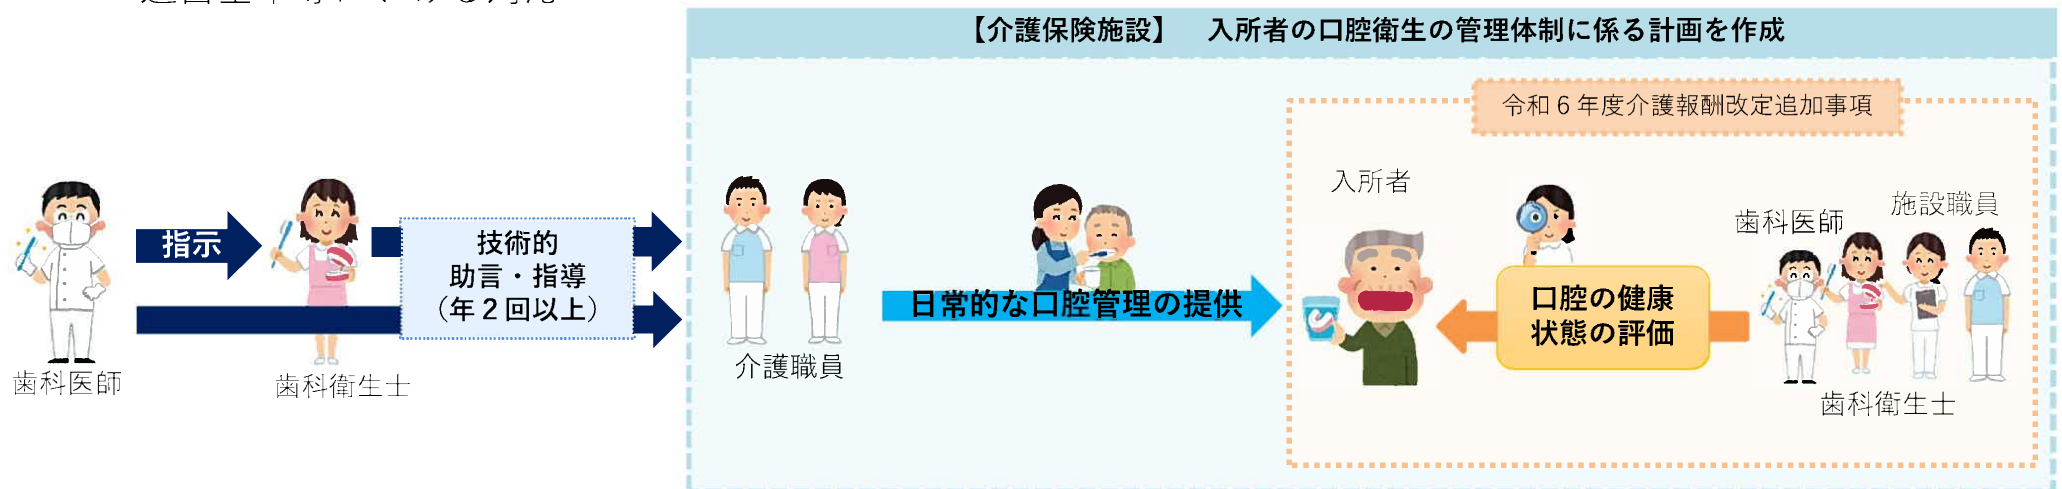 【介護保険施設】　入所者の口腔衛生の管理体制に係る計画を作成
令和６年度介護報酬改定追加事項
指示
技術的
助言・指導
（年２回以上）
歯科医師
歯科衛生士
介護職員
日常的な口腔管理の提供
入所者
口腔の健康
状態の評価
歯科医師
施設職員
歯科衛生士